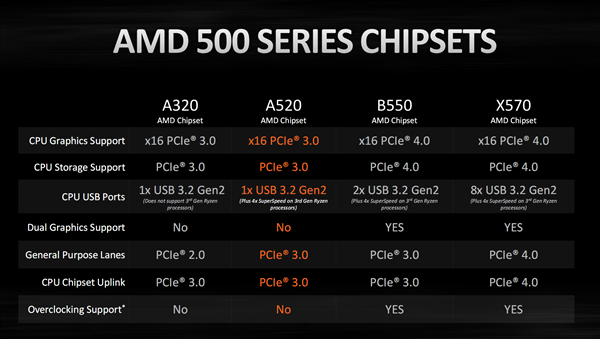 AMD 500 SERIES CHIPSETS
A320 A520 B550 X570
AMD Chipset AMD Chipset AMD Chipset AMD Chipset
CPU Graphics Support x16 PCIe® 3.0 x16 PCIe® 3.0 x16 PCIe® 4.0 x16 PCIe® 4.0
CPU Storage Support PCIe® 3.0 PCIe® 3.0 PCIe® 4.0 PCIe® 4.0
CPU USB Ports 1x USB 3.2 Gen2 1x USB 3.2 Gen2 2x USB 3.2 Gen2 8x USB 3.2 Gen2
(Does not support 3rd Gen Ryzen (Plus 4x SuperSpeed on 3rd Gen Ryzen (Plus 4x SuperSpeed on 3rd Gen Ryzen (Plus 4x SuperSpeed on 3rd Gen Ryzen
processors) processors) processors) processors)
Dual Graphics Support No No YES YES
General Purpose Lanes PCIe® 2.0 PCIe® 3.0 PCIe® 3.0 PCIe® 4.0
CPU Chipset Uplink PCIe® 3.0 PCIe® 3.0 PCIe® 3.0 PCIe® 4.0
Overclocking Support* No No YES YES